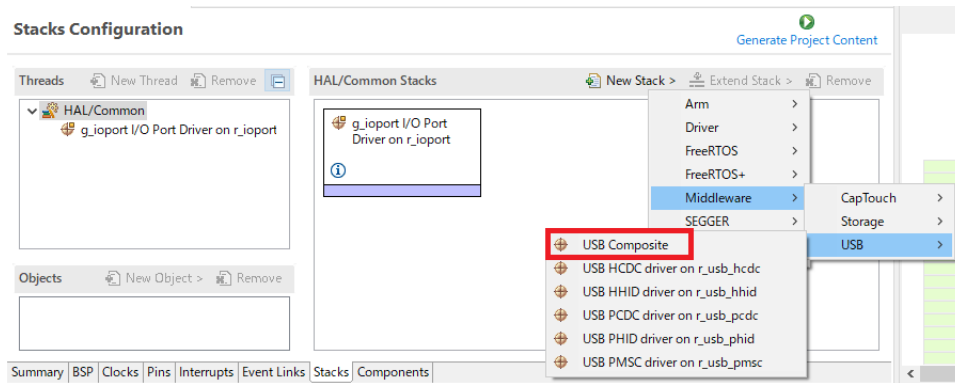 Stacks Configuration
Generate Project Content
Threads
New Thread
Remove
HAL/Common Stacks
New Stack >
Extend Stack >
Remove
HAL/Common
g_ioport I/O Port Driver on r_ioport
g_ioport I/O Port
Driver on r_ioport
Arm
Driver
FreeRTOS
FreeRTOS+
Middleware
SEGGER
CapTouch
Storage
USB
USB Composite
USB HCDC driver on r_usb_hcdc
USB HHID driver on r_usb_hhid
USB PCDC driver on r_usb_pcdc
USB PHID driver on r_usb_phid
USB PMSC driver on r_usb_pmsc
Objects
New Object >
Remove
Summary BSP Clocks Pins Interrupts Event Links Stacks Components